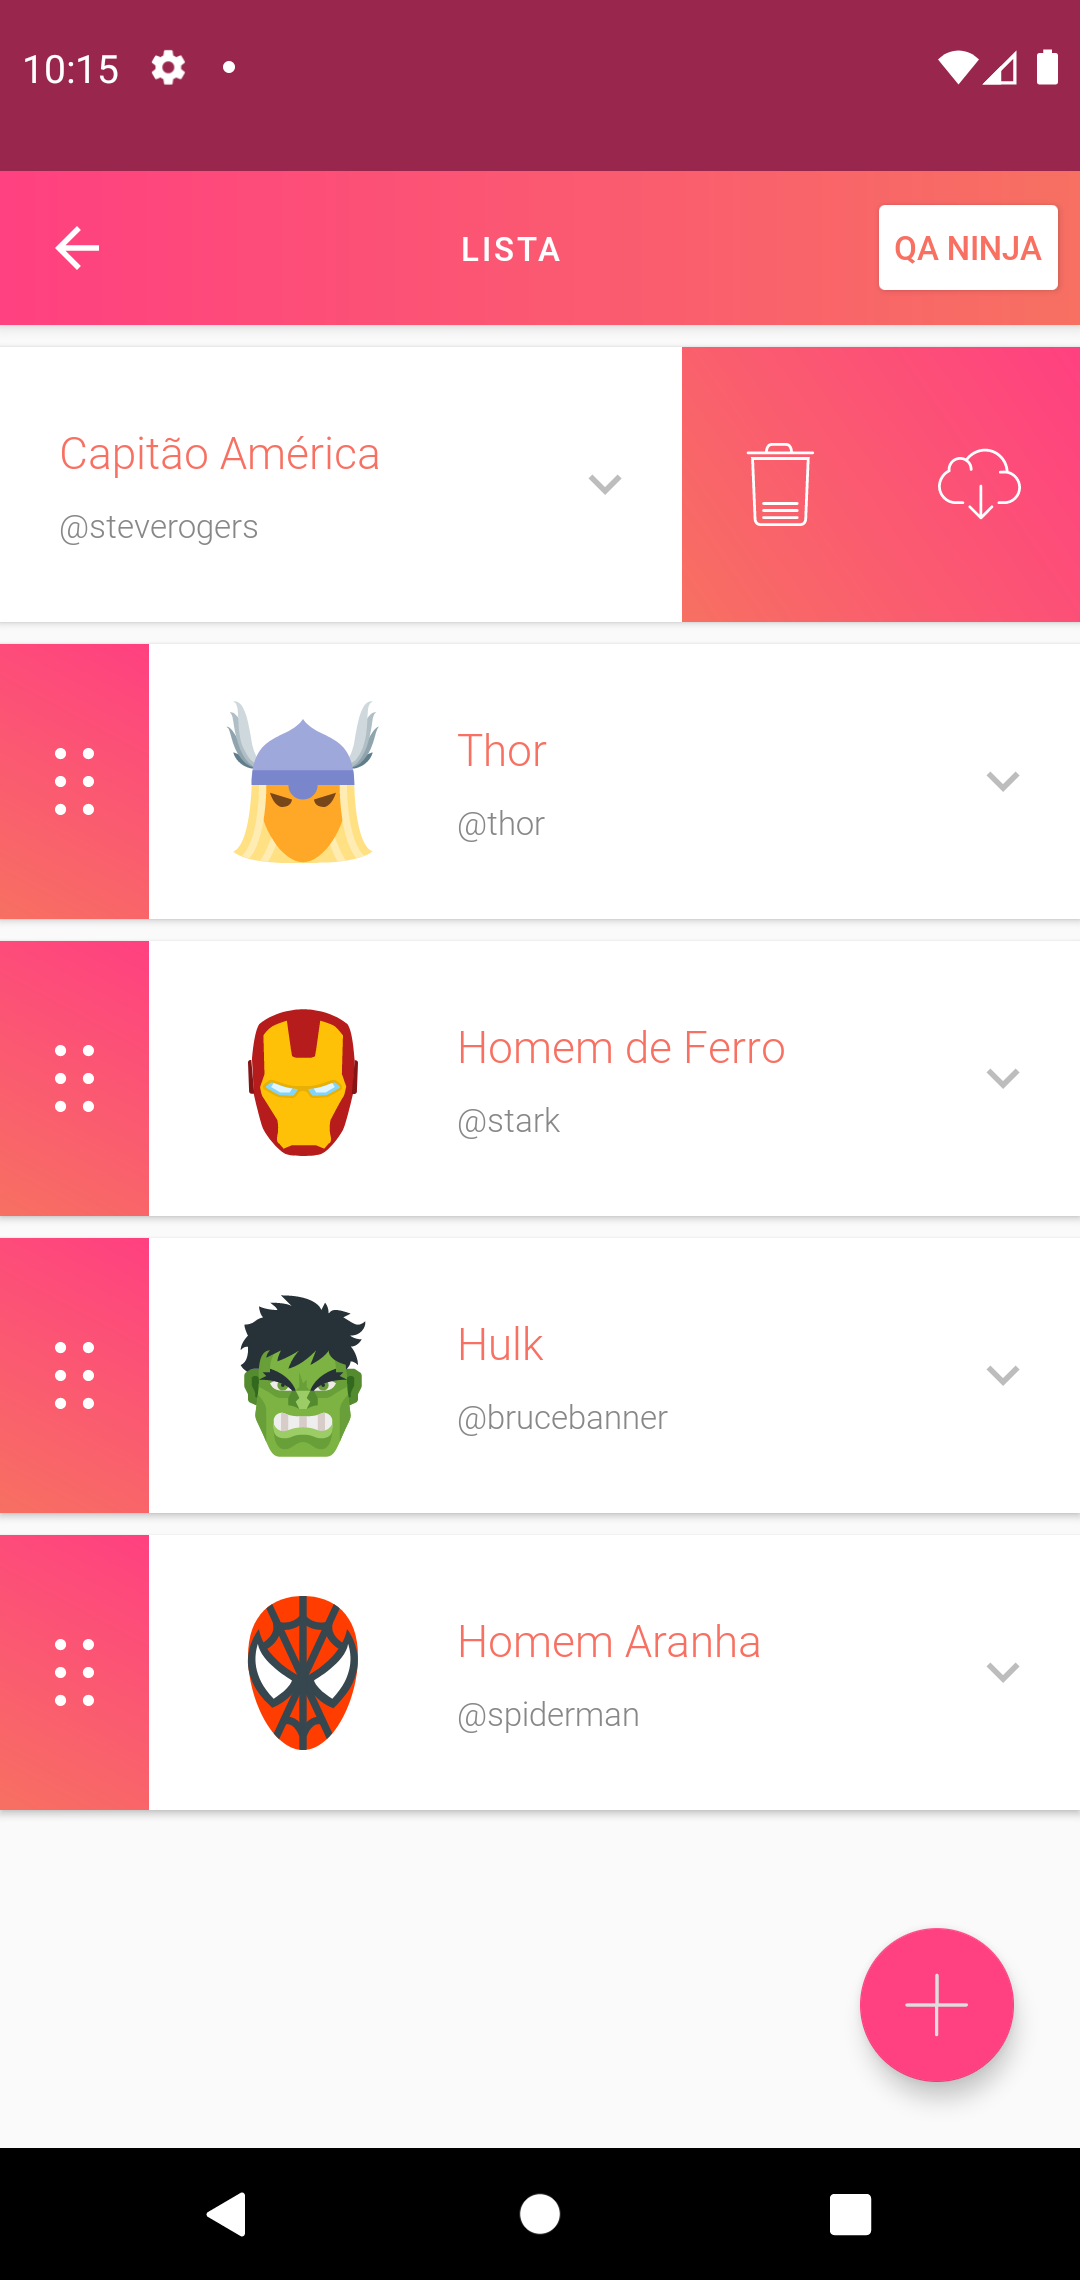 10:15
LISTA
QA NINJA
Capitão América
@steverogers
Thor
@thor
Homem de Ferro
@stark
Hulk
@brucebanner
Homem Aranha
@spiderman